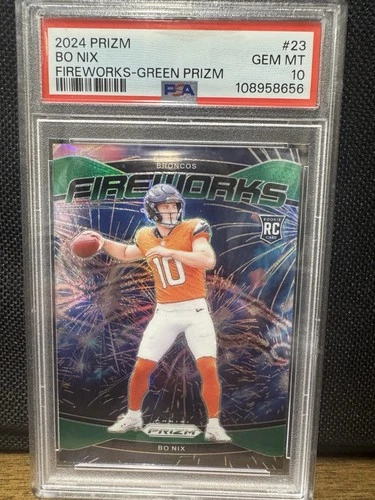 2024 PRIZM #23
BO NIX GEM MT
FIREWORKS-GREEN PRIZM 10
PSA 108958656
BRONCOS
FIREWORKS
RC
10
PANINI
PRIZM
BO NIX